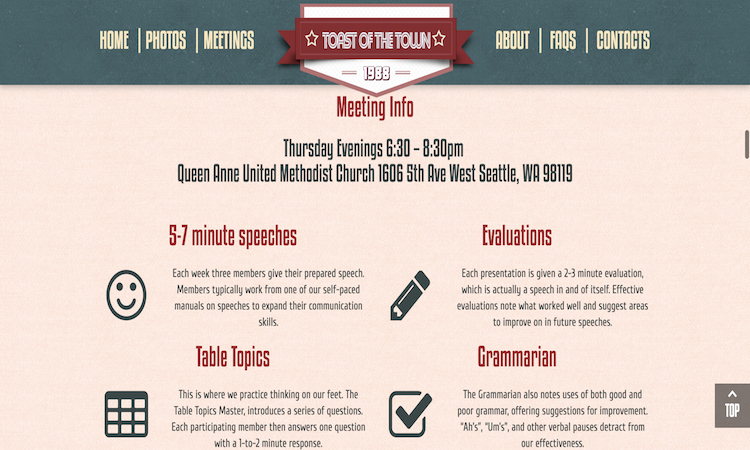 HOME PHOTOS MEETINGS
TOAST OF THE TOWN
1988
ABOUT FAQS CONTACTS
Meeting Info
Thursday Evenings 6:30 – 8:30pm
Queen Anne United Methodist Church 1606 5th Ave West Seattle, WA 98119
5-7 minute speeches
Each week three members give their prepared speech.
Members typically work from one of our self-paced
manuals on speeches to expand their communication
skills.
Evaluations
Each presentation is given a 2-3 minute evaluation,
which is actually a speech in and of itself. Effective
evaluations note what worked well and suggest areas
to improve on in future speeches.
Table Topics
This is where we practice thinking on our feet. The
Table Topics Master, introduces a series of questions.
Each participating member then answers one question
with a 1-to-2 minute response.
Grammarian
The Grammarian also notes uses of both good and
poor grammar, offering suggestions for improvement.
"Ah's", "Um's", and other verbal pauses detract from
our effectiveness.
TOP